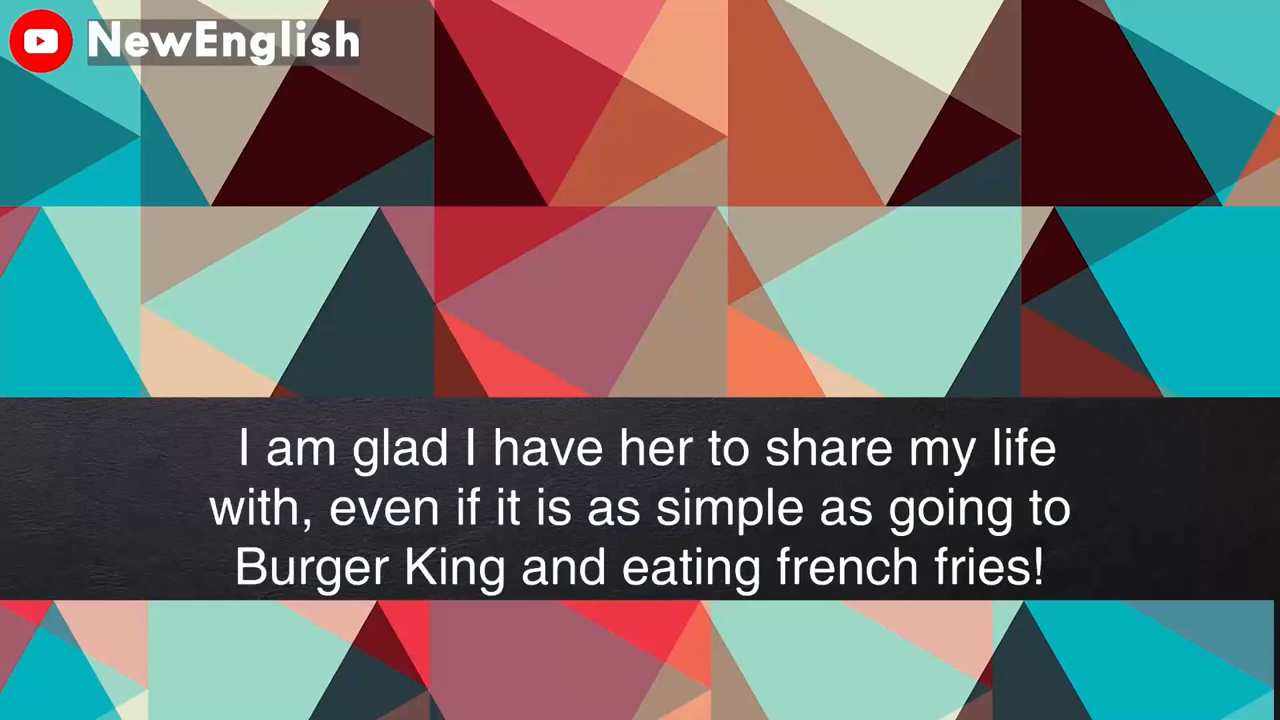 NewEnglish
I am glad I have her to share my life
with, even if it is as simple as going to
Burger King and eating french fries!